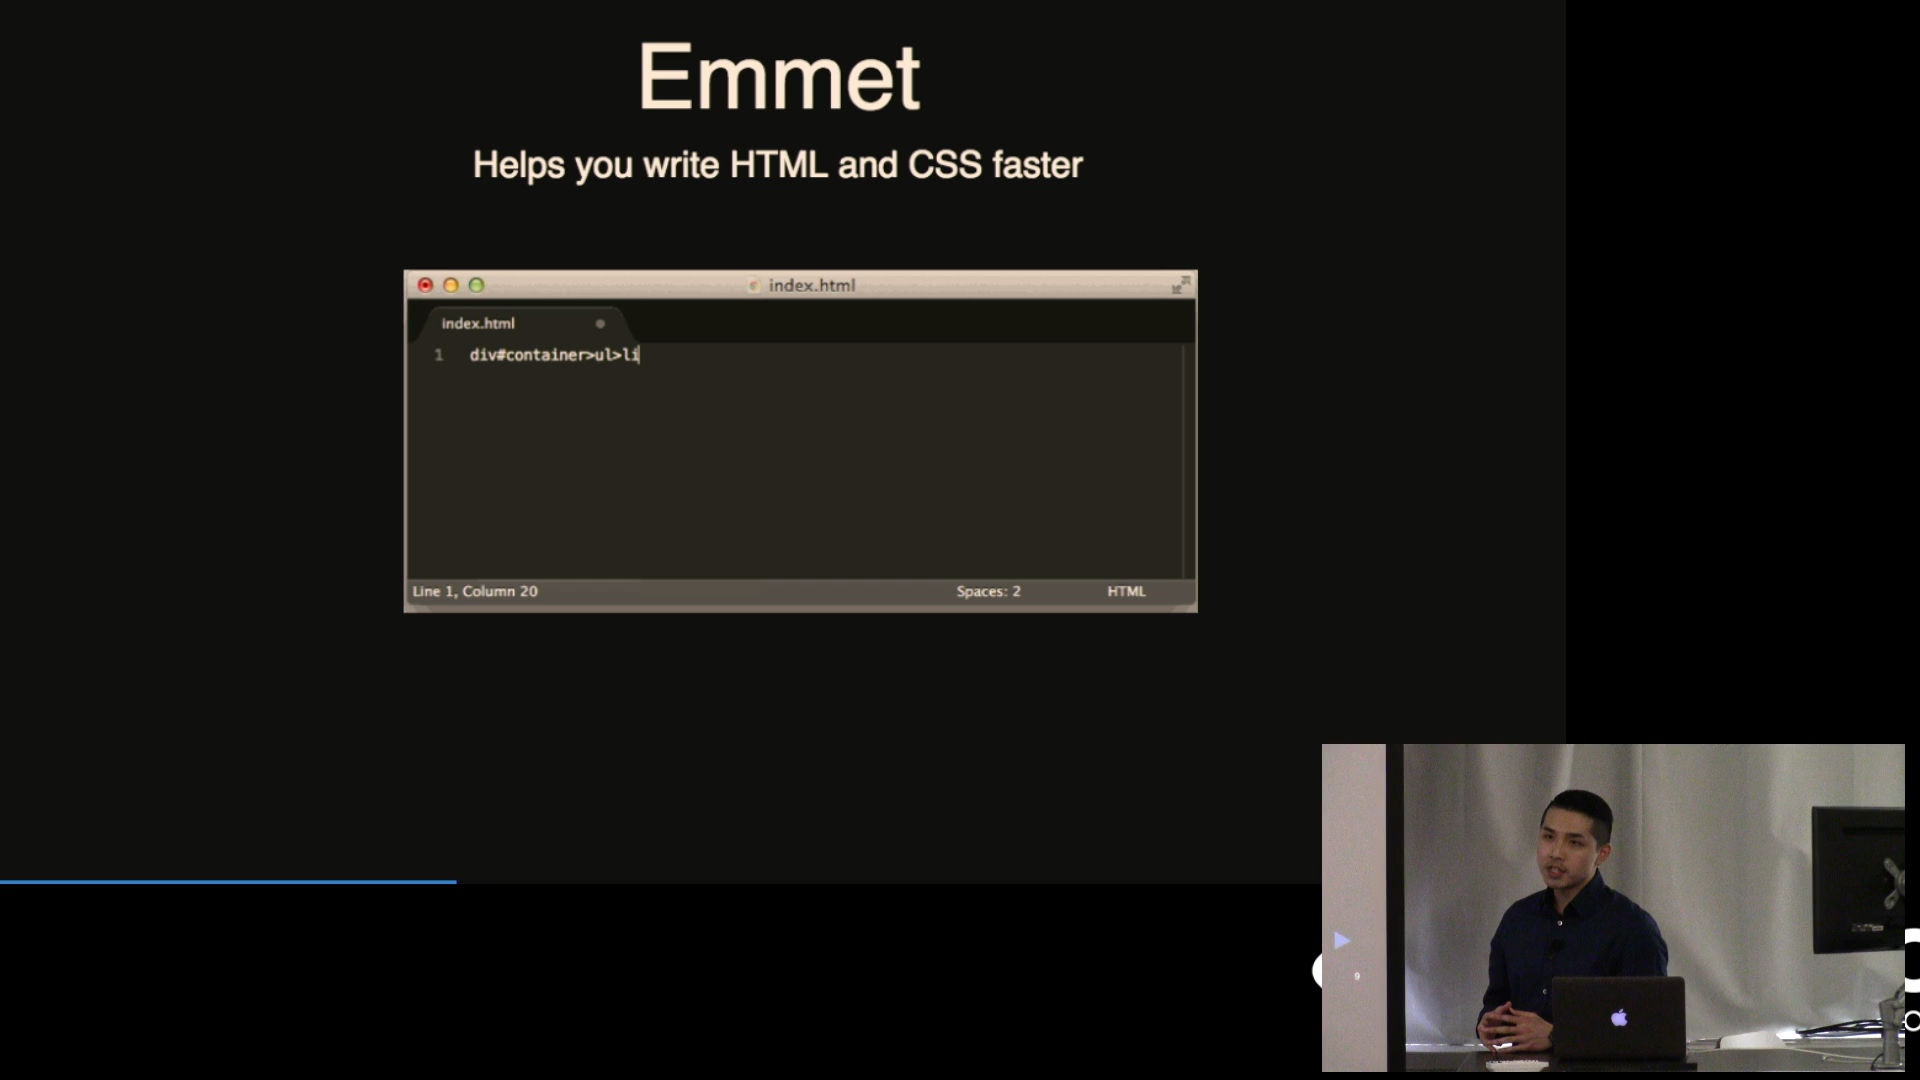 Emmet
Helps you write HTML and CSS faster
index.html
index.html
1 div#container>ul>li
Line 1, Column 20 Spaces: 2 HTML
9